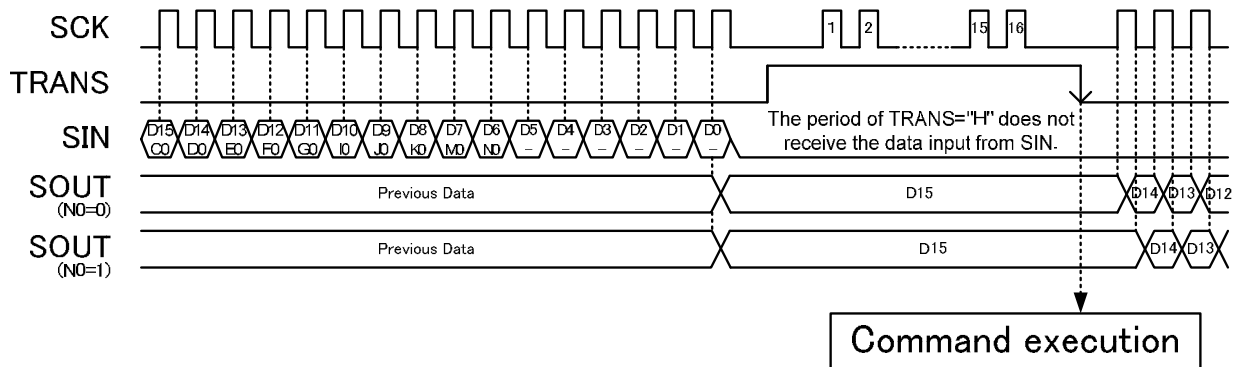 SCK
1 2 15 16
TRANS
SIN
D15 D14 D13 D12 D11 D10 D9 D8 D7 D6 D5 D4 D3 D2 D1 D0
C0 D0 E0 F0 G0 I0 J0 K0 M0 N0 - - - - - -
The period of TRANS="H" does not
receive the data input from SIN.
SOUT
(N0=0)
Previous Data D15 D14 D13 D12
SOUT
(N0=1)
Previous Data D15 D14 D13
Command execution